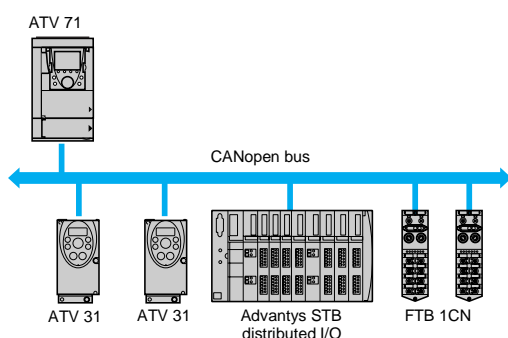 ATV 71
CANopen bus
ATV 31
ATV 31
Advantys STB
distributed I/O
FTB 1CN